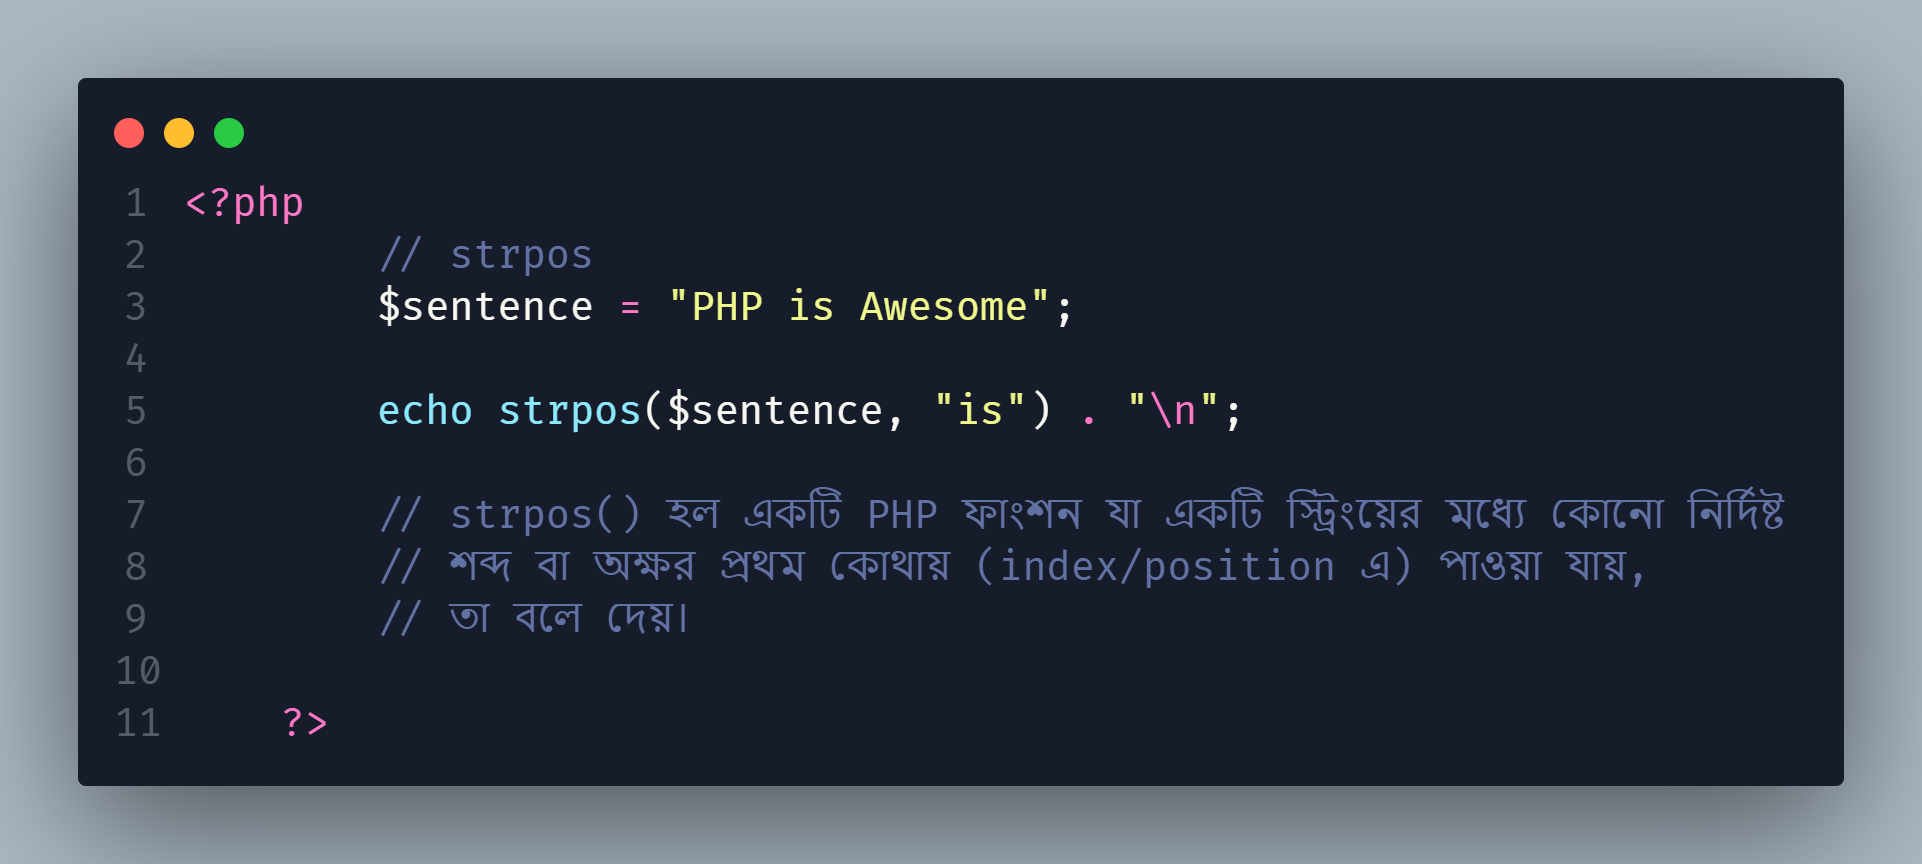 1 <?php
2 // strpos
3 $sentence = "PHP is Awesome";
4
5 echo strpos($sentence, "is") . "\n";
6
7 // strpos() হল একটি PHP ফাংশন যা একটি স্ট্রিংয়ের মধ্যে কোনো নির্দিষ্ট
8 // শব্দ বা অক্ষর প্রথম কোথায় (index/position এ) পাওয়া যায়,
9 // তা বলে দেয়।
10
11 ?>